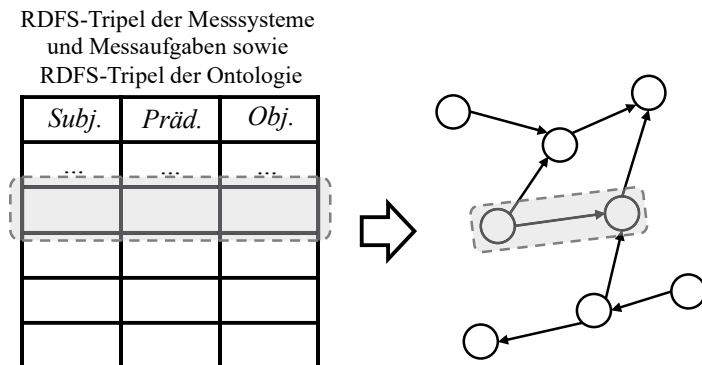 RDFS-Tripel der Messsysteme
und Messaufgaben sowie
RDFS-Tripel der Ontologie
Subj. Präd. Obj.
... ... ...